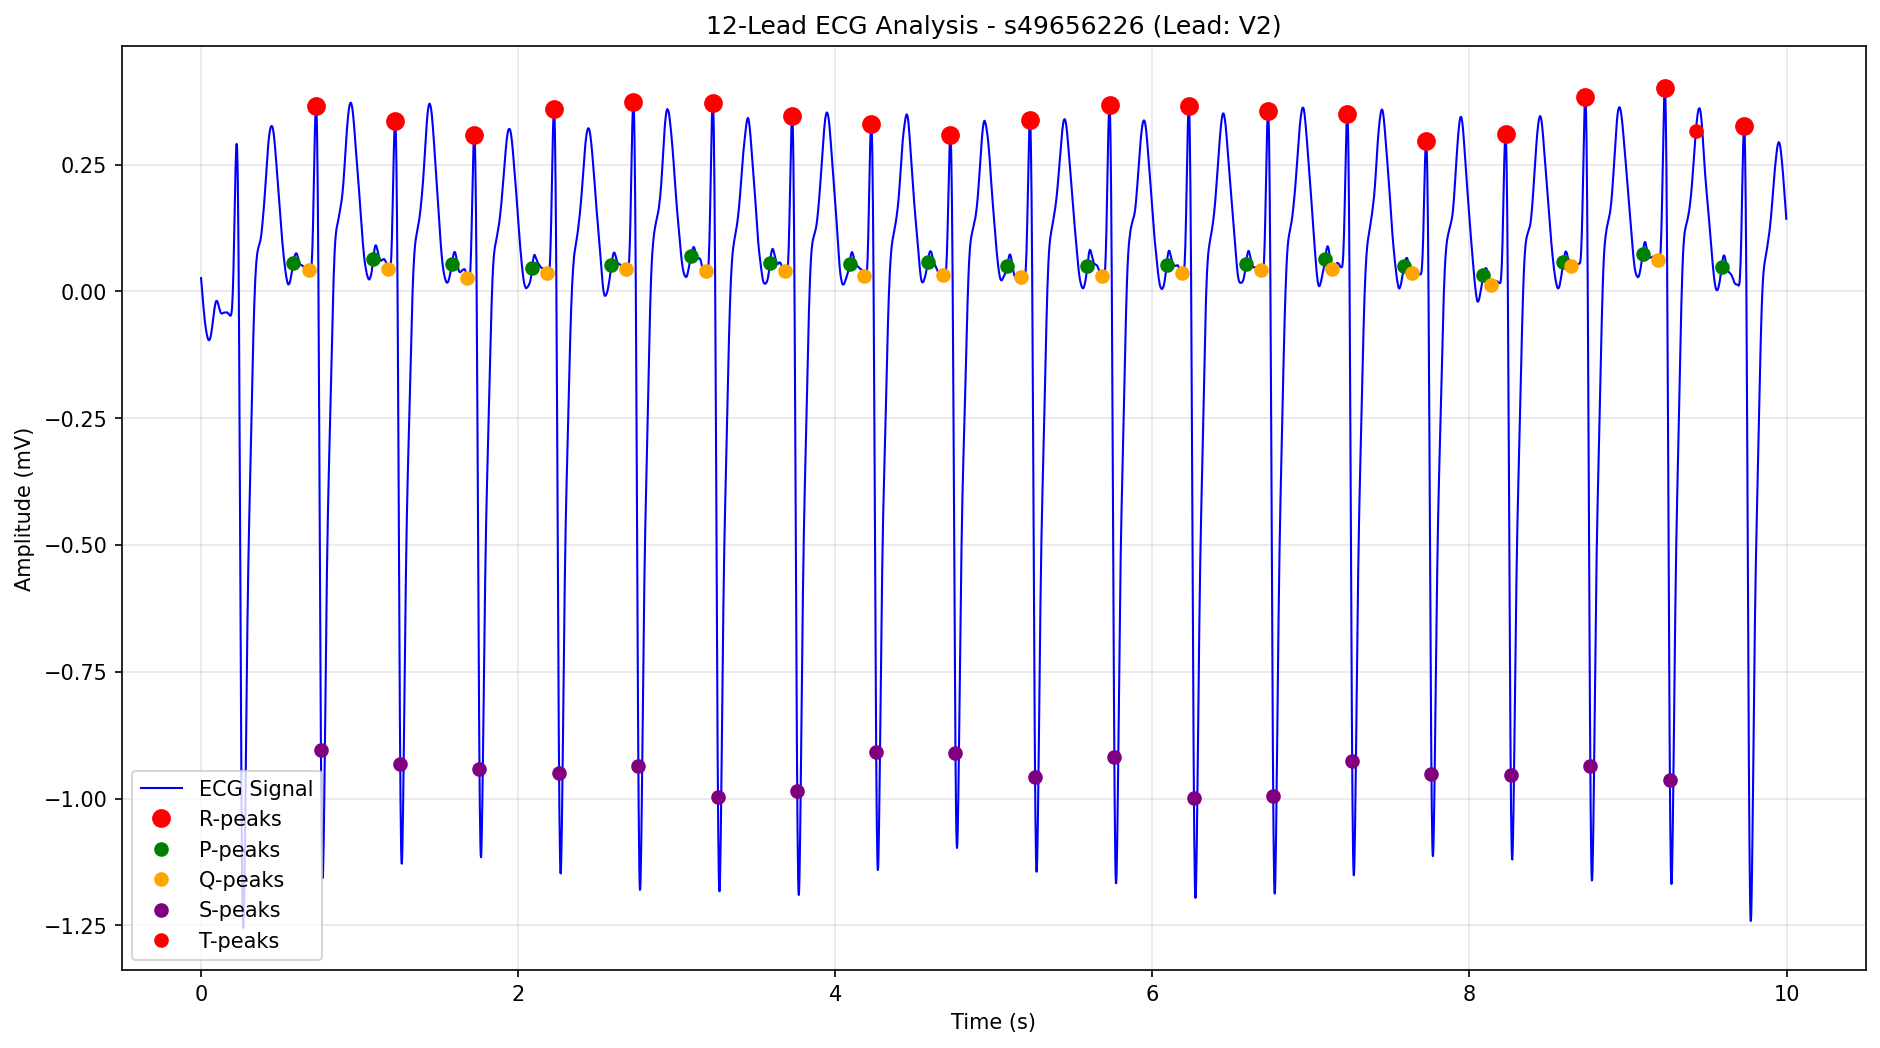 12-Lead ECG Analysis - s49656226 (Lead: V2)
Amplitude (mV)
0.25
0.00
−0.25
−0.50
−0.75
−1.00
−1.25
ECG Signal
R-peaks
P-peaks
Q-peaks
S-peaks
T-peaks
0 2 4 6 8 10
Time (s)